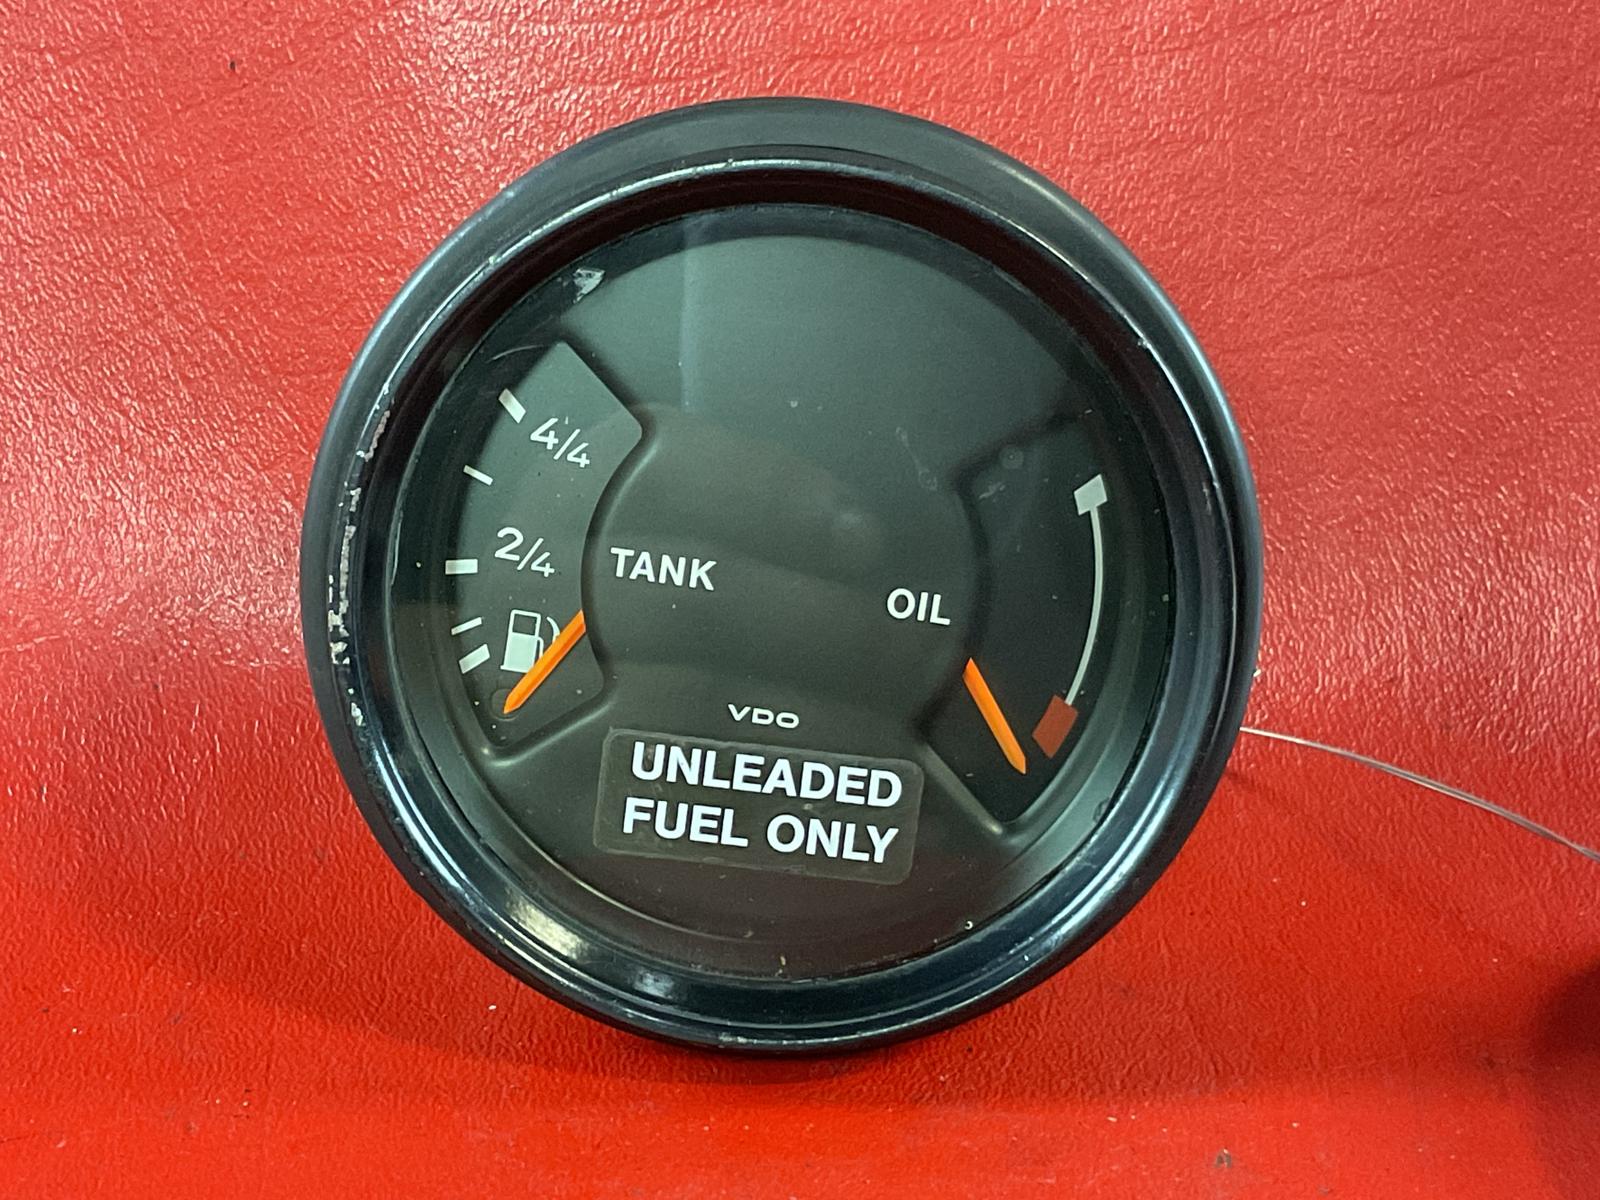 4/4
2/4
TANK
OIL
VDO
UNLEADED
FUEL ONLY